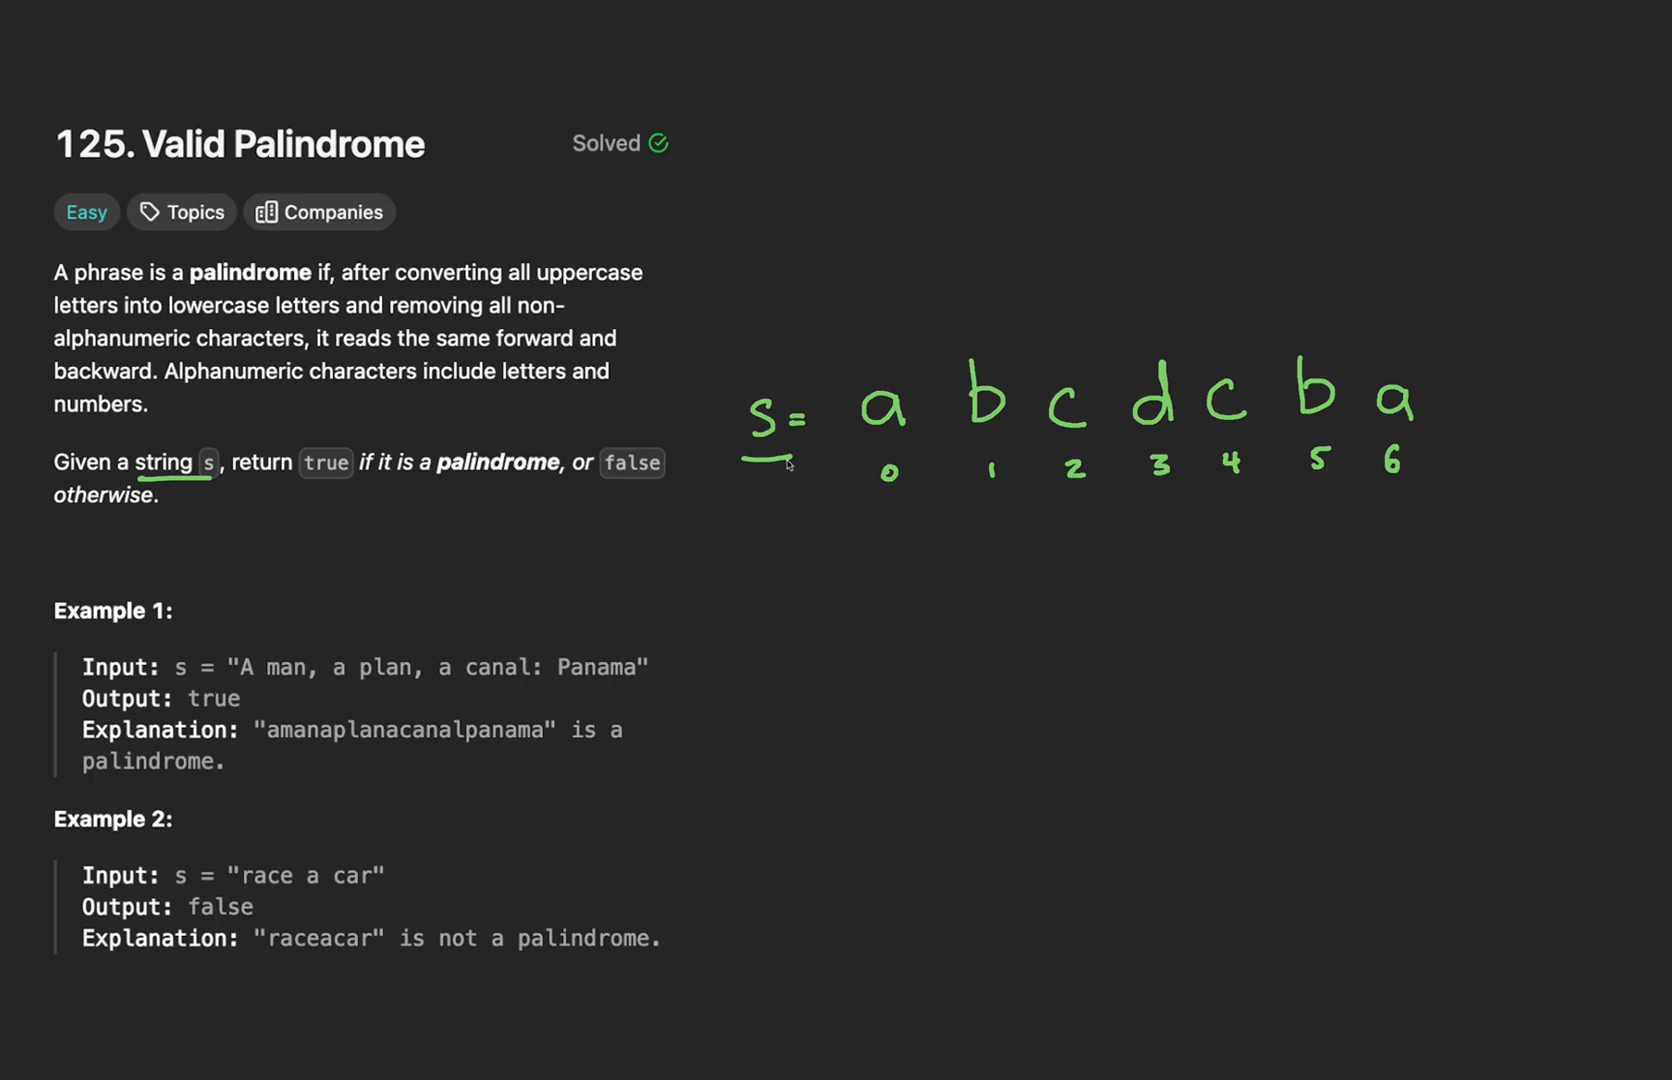 125. Valid Palindrome
Solved
Easy
Topics
Companies
A phrase is a palindrome if, after converting all uppercase
letters into lowercase letters and removing all non-
alphanumeric characters, it reads the same forward and
backward. Alphanumeric characters include letters and
numbers.
Given a string s, return true if it is a palindrome, or false
otherwise.
Example 1:
Input: s = "A man, a plan, a canal: Panama"
Output: true
Explanation: "amanaplanacanalpanama" is a
palindrome.
Example 2:
Input: s = "race a car"
Output: false
Explanation: "raceacar" is not a palindrome.
s= a b c d c b a
0 1 2 3 4 5 6